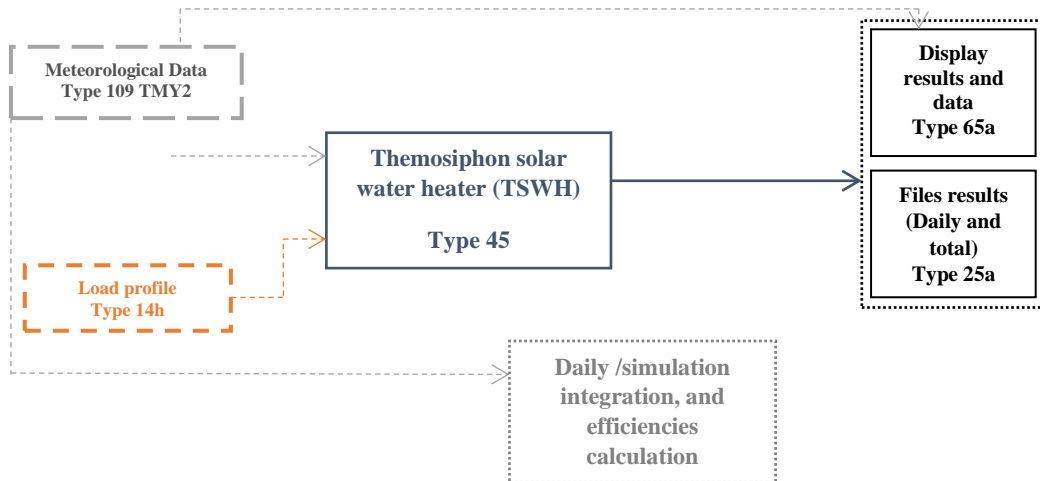 Meteorological Data
Type 109 TMY2
Display
results and
data
Type 65a
Themosiphon solar
water heater (TSWH)
Type 45
Files results
(Daily and
total)
Type 25a
Load profile
Type 14h
Daily /simulation
integration, and
efficiencies
calculation